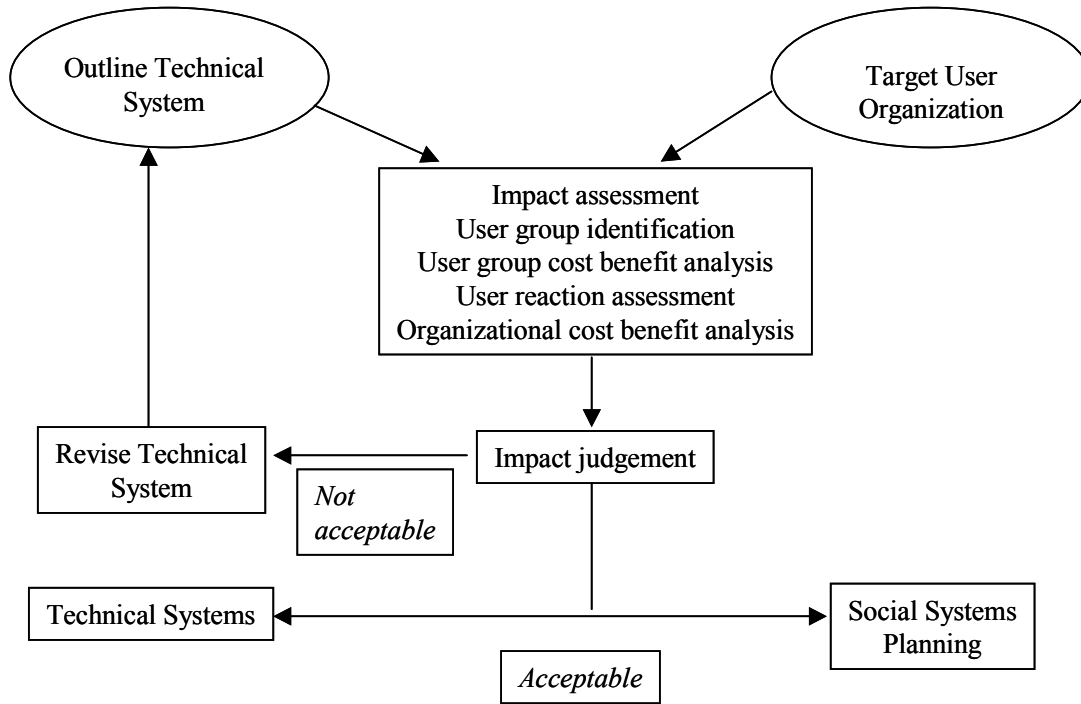 Outline Technical
System
Target User
Organization
Impact assessment
User group identification
User group cost benefit analysis
User reaction assessment
Organizational cost benefit analysis
Revise Technical
System
Impact judgement
Not
acceptable
Technical Systems
Social Systems
Planning
Acceptable